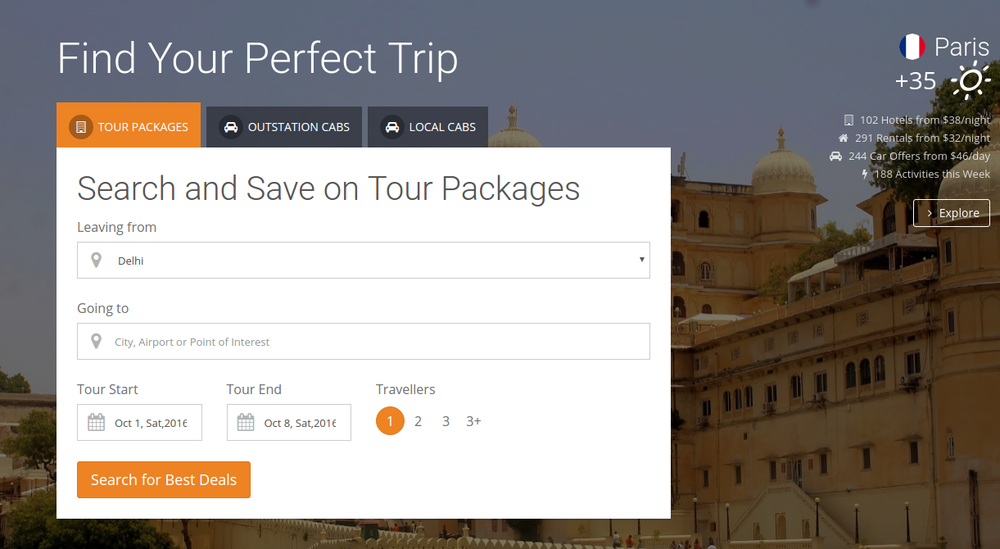 Find Your Perfect Trip
Paris
+35
102 Hotels from $38/night
291 Rentals from $32/night
244 Car Offers from $46/day
188 Activities this Week
Explore
TOUR PACKAGES OUTSTATION CABS LOCAL CABS
Search and Save on Tour Packages
Leaving from
Delhi
Going to
City, Airport or Point of Interest
Tour Start Tour End Travellers
Oct 1, Sat,2016 Oct 8, Sat,2016 1 2 3 3+
Search for Best Deals